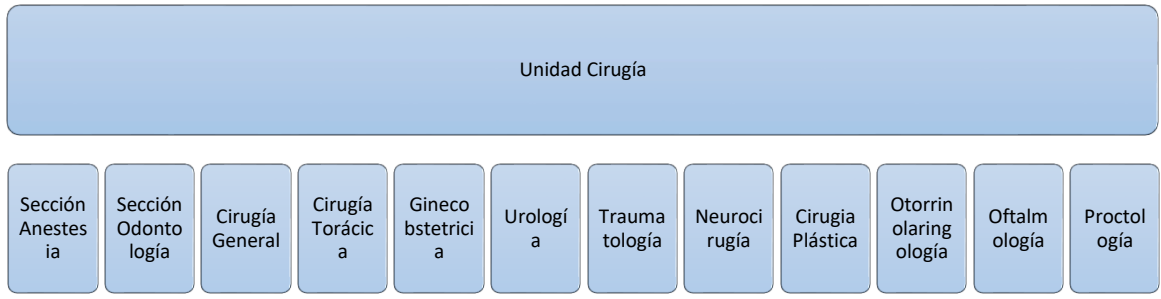 Unidad Cirugía
Sección
Anestes
ia
Sección
Odonto
logía
Cirugía
General
Cirugía
Torácic
a
Gineco
bstetrici
a
Urologí
a
Trauma
tología
Neuroci
rugía
Cirugia
Plástica
Otorrin
olaring
ología
Oftalm
ología
Proctol
ogía